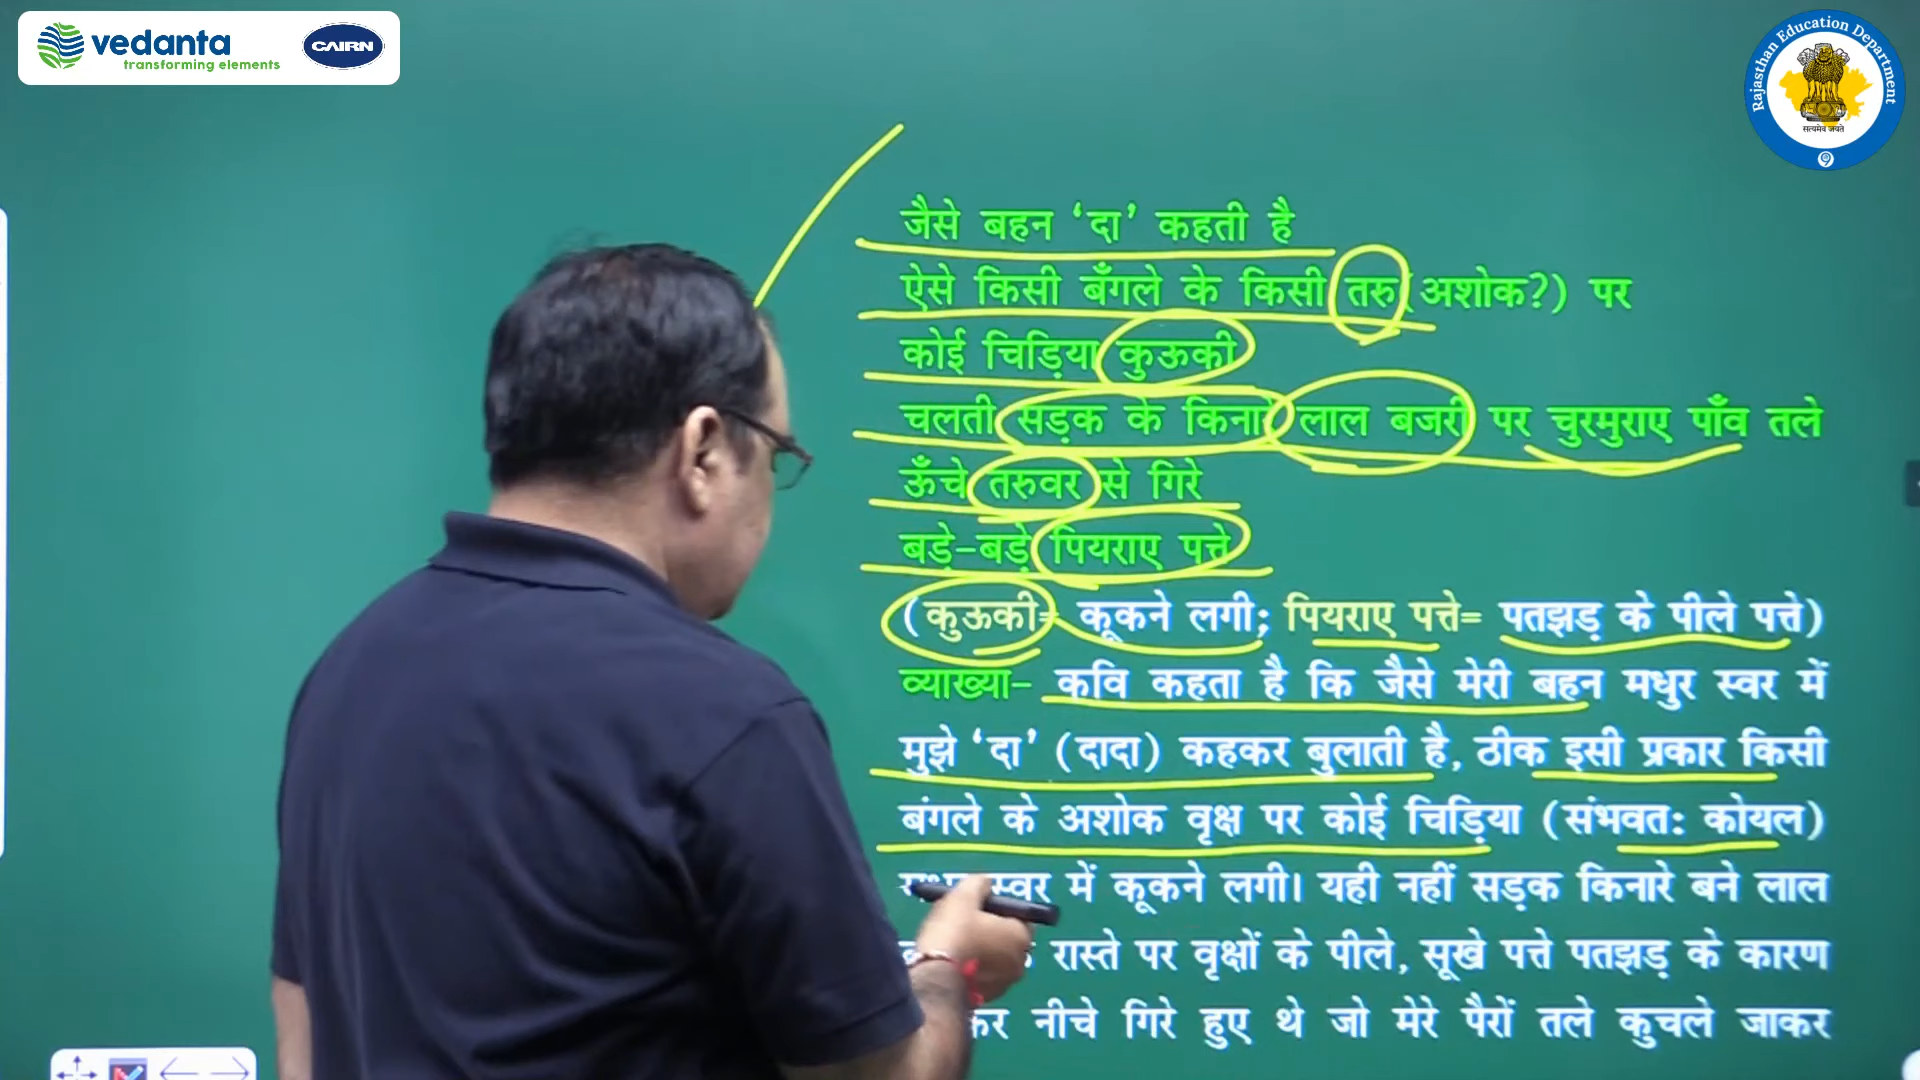 vedanta
transforming elements
CAIRN
Rajasthan Education Department
सत्यमेव जयते
जैसे बहन ‘दा’ कहती है
ऐसे किसी बँगले के किसी तरु (अशोक?) पर
कोई चिड़िया कुऊकी
चलती सड़क के किनारे लाल बजरी पर चुरमुराए पाँव तले
ऊँचे तरुवर से गिरे
बड़े-बड़े पियराए पत्ते
(कुऊकी= कूकने लगी; पियराए पत्ते= पतझड़ के पीले पत्ते)
व्याख्या- कवि कहता है कि जैसे मेरी बहन मधुर स्वर में
मुझे ‘दा’ (दादा) कहकर बुलाती है, ठीक इसी प्रकार किसी
बंगले के अशोक वृक्ष पर कोई चिड़िया (संभवतः कोयल)
स्वर में कूकने लगी। यही नहीं सड़क किनारे बने लाल
रास्ते पर वृक्षों के पीले, सूखे पत्ते पतझड़ के कारण
नीचे गिरे हुए थे जो मेरे पैरों तले कुचले जाकर